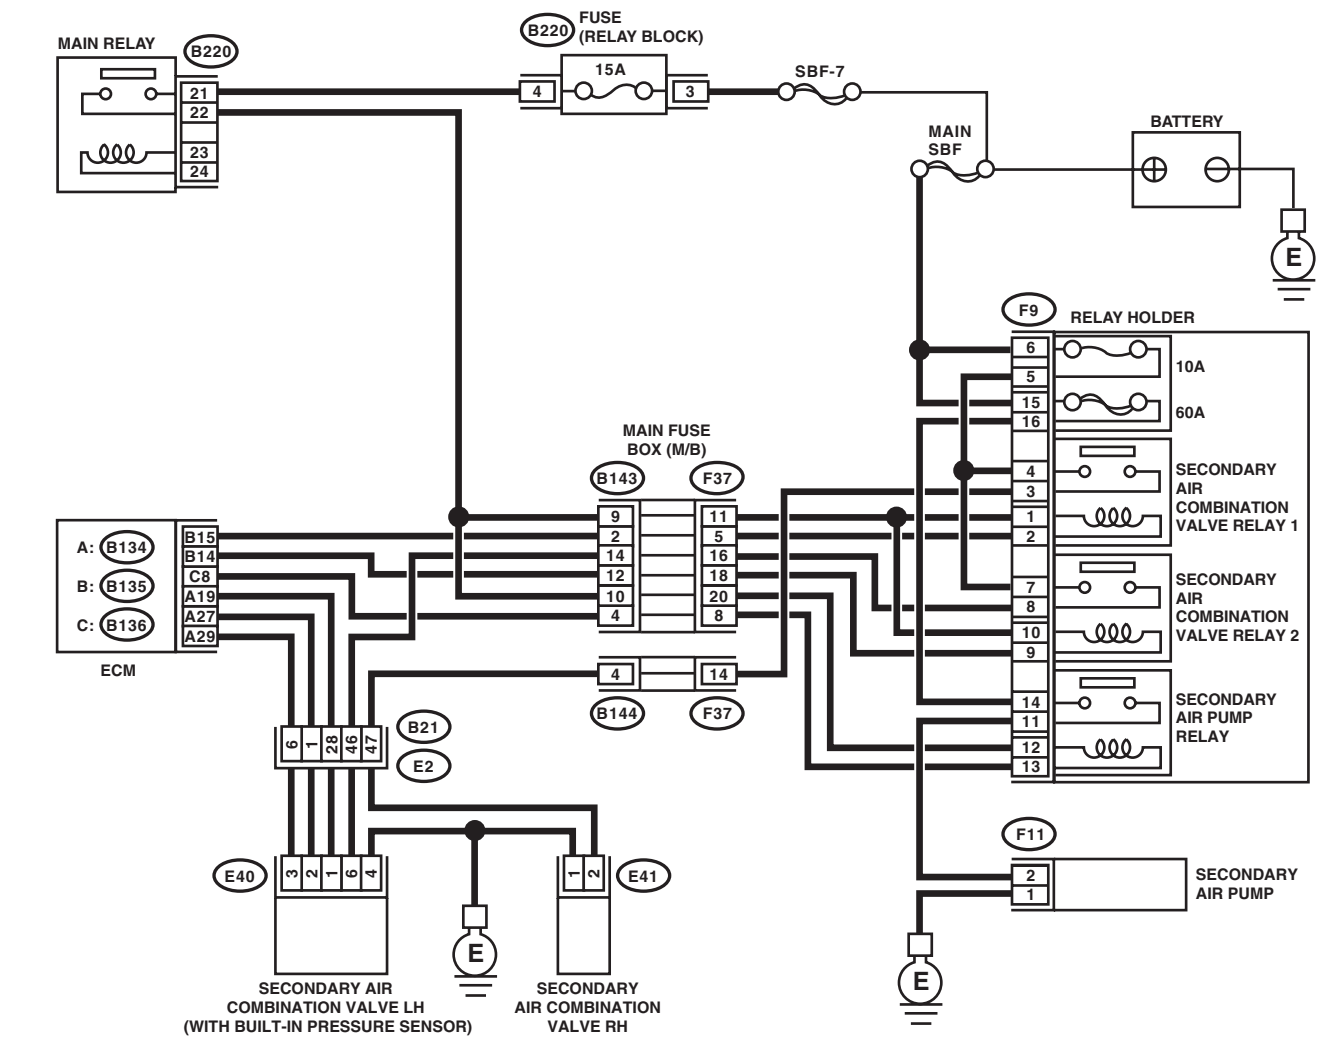 MAIN RELAY
B220
21
22
23
24
B220
FUSE
(RELAY BLOCK)
15A
4
3
SBF-7
MAIN
SBF
BATTERY
E
F9
RELAY HOLDER
6
5
15
16
4
3
1
2
7
8
10
9
14
11
12
13
10A
60A
SECONDARY
AIR
COMBINATION
VALVE RELAY 1
SECONDARY
AIR
COMBINATION
VALVE RELAY 2
SECONDARY
AIR PUMP
RELAY
MAIN FUSE
BOX (M/B)
B143
F37
9
11
2
5
14
16
12
18
10
20
4
8
4
14
B144
F37
A: B134
B: B135
C: B136
B15
B14
C8
A19
A27
A29
ECM
6
1
28
46
47
B21
E2
E40
3
2
1
6
4
E
1
2
E41
SECONDARY AIR
COMBINATION VALVE LH
(WITH BUILT-IN PRESSURE SENSOR)
SECONDARY
AIR COMBINATION
VALVE RH
F11
2
1
SECONDARY
AIR PUMP
E